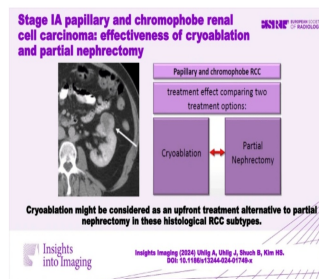 Stage IA papillary and chromophobe renal
cell carcinoma: effectiveness of cryoablation
and partial nephrectomy
ESR
EUROPEAN SOCIETY
OF RADIOLOGY
Papillary and chromophobe RCC
treatment effect comparing two
treatment options:
Cryoablation
Partial
Nephrectomy
Cryoablation might be considered as an upfront treatment alternative to partial
nephrectomy in these histological RCC subtypes.
Insights
into Imaging
Insights Imaging (2024) Uhlig A, Uhlig J, Shuch B, Kim HS.
DOI: 10.1186/s13244-024-01749-x